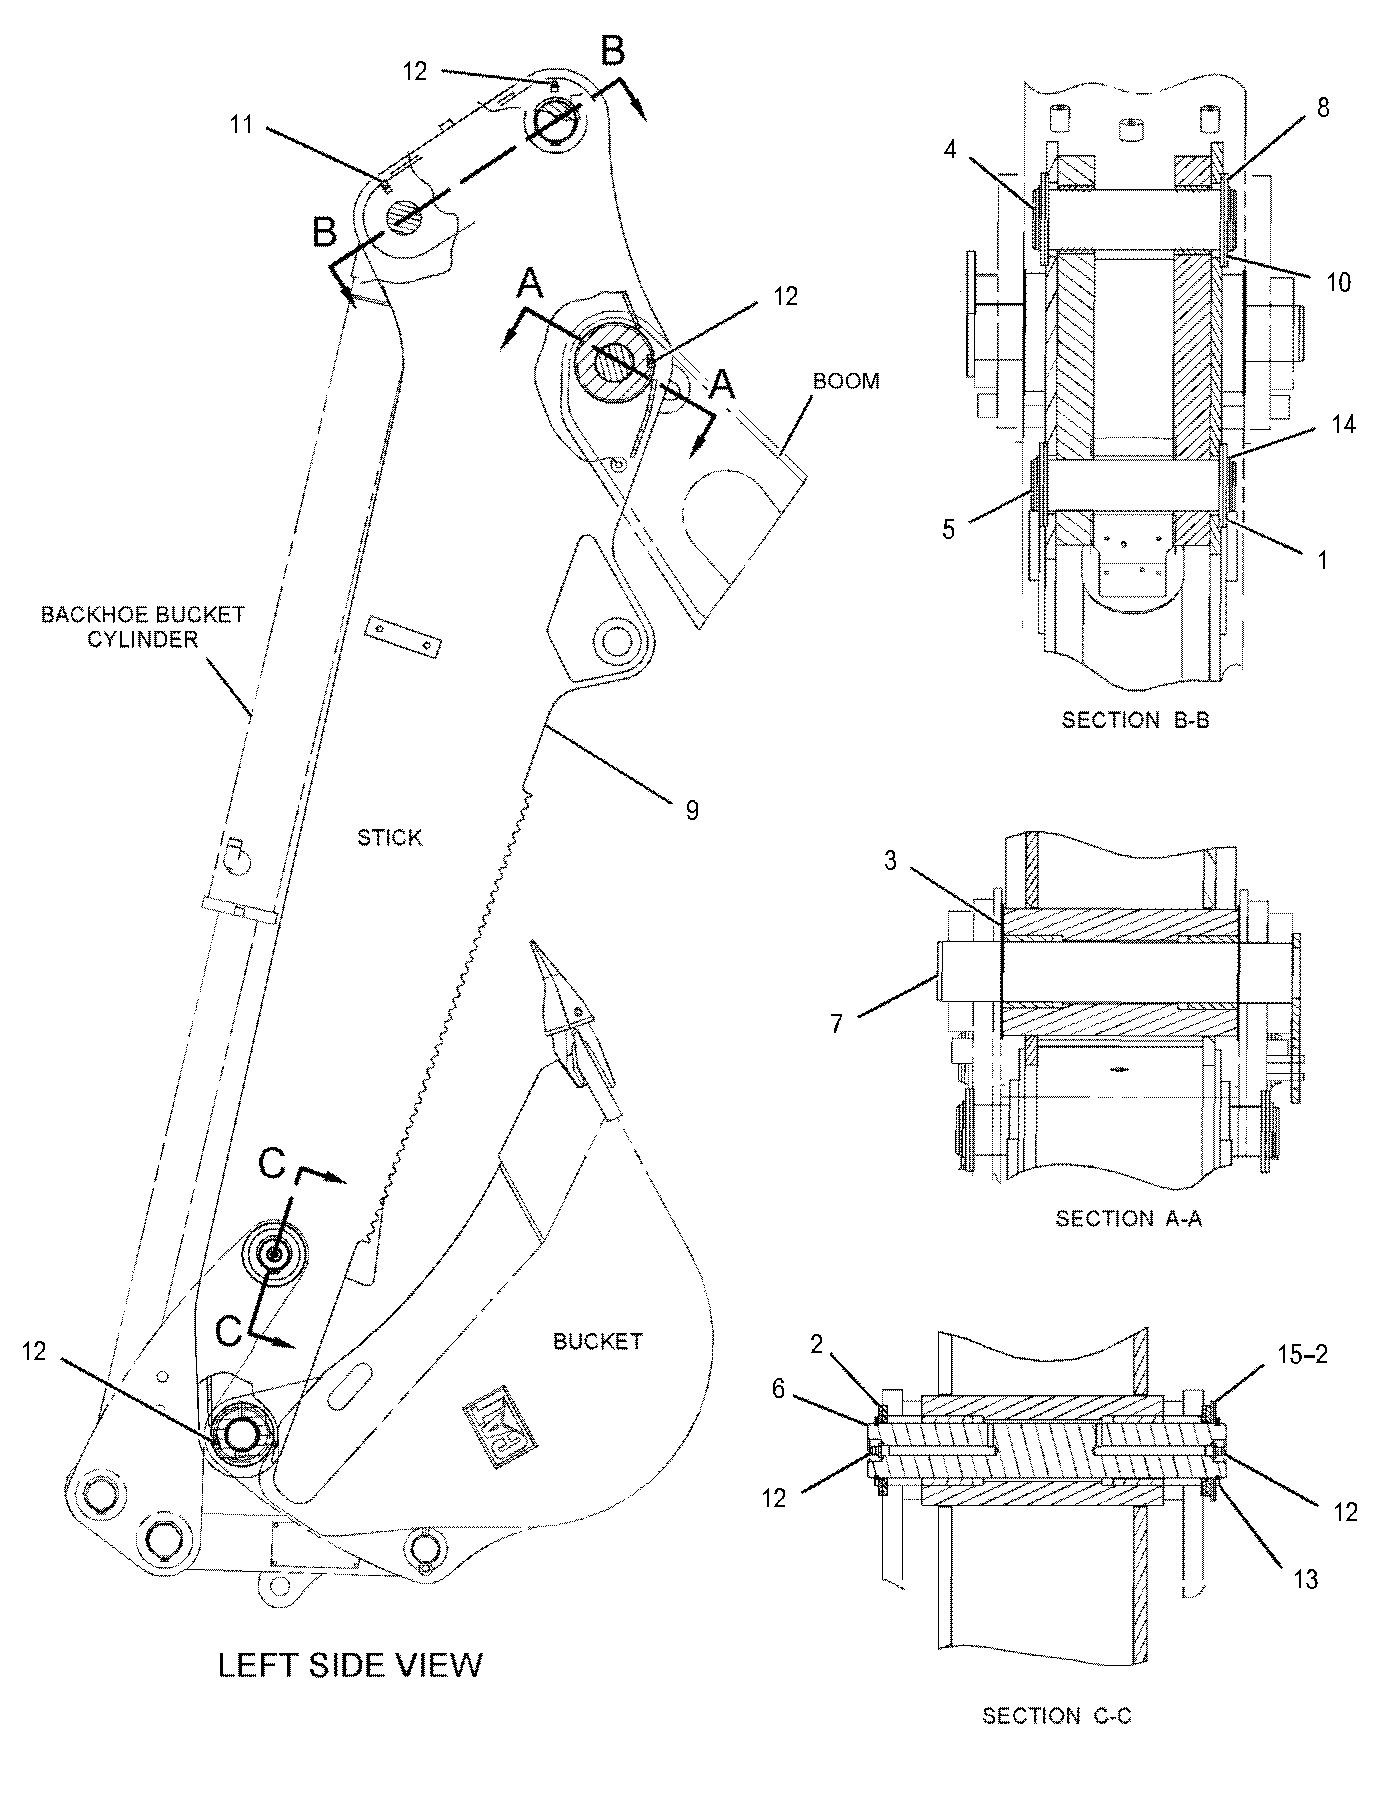 B
12
11
B
A
12
A
BOOM
BACKHOE BUCKET
CYLINDER
9
STICK
C
C
12
BUCKET
LEFT SIDE VIEW
8
4
10
14
5
1
SECTION B-B
3
7
SECTION A-A
2
15-2
6
12
12
13
SECTION C-C